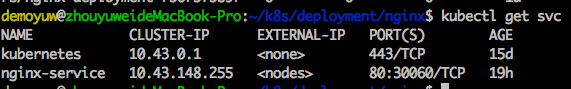 demoyuw@zhouyuweideMacBook-Pro:~/k8s/deployment/nginx$ kubectl get svc
NAME CLUSTER-IP EXTERNAL-IP PORT(S) AGE
kubernetes 10.43.0.1 <none> 443/TCP 15d
nginx-service 10.43.148.255 <nodes> 80:30060/TCP 19h